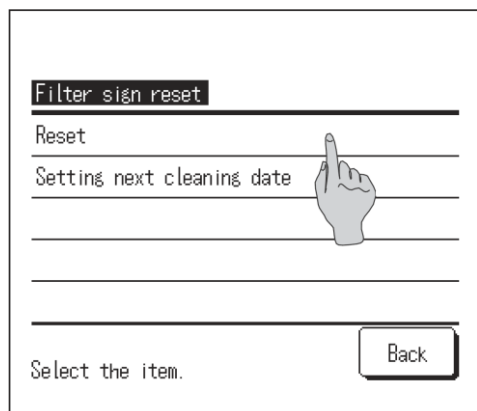 Filter sign reset
Reset
Setting next cleaning date
Back
Select the item.